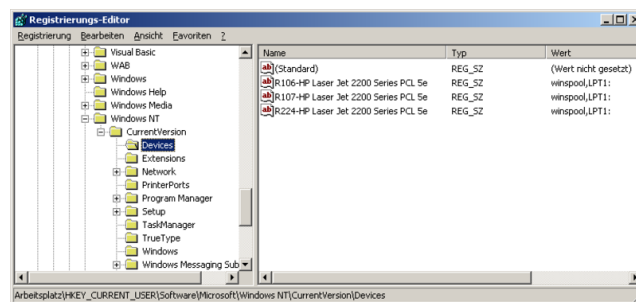 Registrierungs-Editor
Registrierung Bearbeiten Ansicht Favoriten ?
Visual Basic
WAB
Windows
Windows Help
Windows Media
Windows NT
CurrentVersion
Devices
Extensions
Network
PrinterPorts
Program Manager
Setup
TaskManager
TrueType
Windows
Windows Messaging Sub
Name Typ Wert
ab (Standard) REG_SZ (Wert nicht gesetzt)
ab R106-HP Laser Jet 2200 Series PCL 5e REG_SZ winspool,LPT1:
ab R107-HP Laser Jet 2200 Series PCL 5e REG_SZ winspool,LPT1:
ab R224-HP Laser Jet 2200 Series PCL 5e REG_SZ winspool,LPT1:
Arbeitsplatz\HKEY_CURRENT_USER\Software\Microsoft\Windows NT\CurrentVersion\Devices